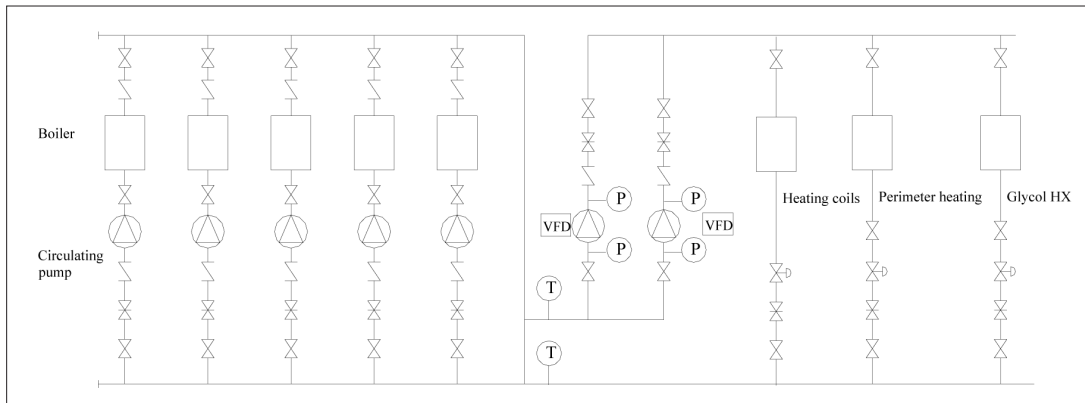 Boiler
Circulating
pump
P
P
VFD
VFD
P
P
T
T
Heating coils
Perimeter heating
Glycol HX